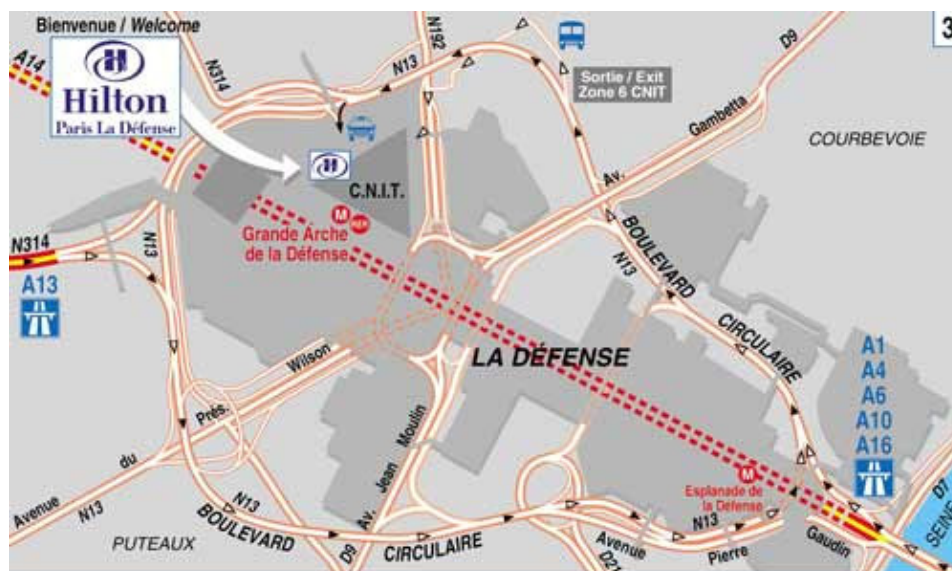 Bienvenue / Welcome
H
Hilton
Paris La Défense
A14
N314
N13
N192
Sortie / Exit
Zone 6 CNIT
D9
3
Gambetta
Av.
COURBEVOIE
H
C.N.I.T.
M
RER
Grande Arche
de la Défense
N314
A13
N13
BOULEVARD
N13
CIRCULAIRE
LA DÉFENSE
A1
A4
A6
A10
A16
Wilson
Prés.
du
Avenue
N13
Jean Moulin
Av.
D9
M
Esplanade de
la Défense
N13
BOULEVARD
CIRCULAIRE
PUTEAUX
N13
Avenue
Pierre
Gaudin
D21
D7
SEINE